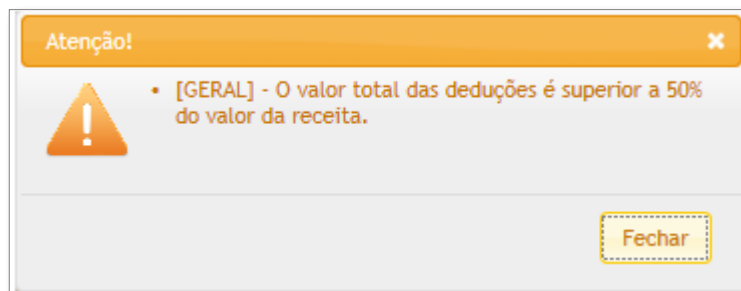 Atenção!
• [GERAL] - O valor total das deduções é superior a 50%
do valor da receita.
Fechar